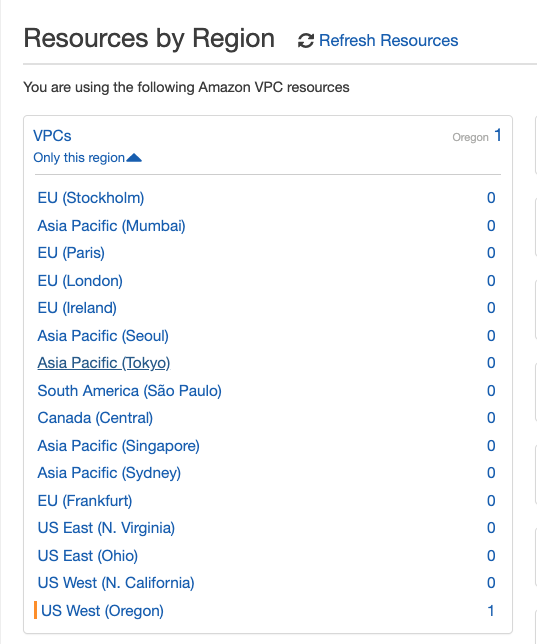 Resources by Region Refresh Resources
You are using the following Amazon VPC resources
VPCs Oregon 1
Only this region
EU (Stockholm) 0
Asia Pacific (Mumbai) 0
EU (Paris) 0
EU (London) 0
EU (Ireland) 0
Asia Pacific (Seoul) 0
Asia Pacific (Tokyo) 0
South America (São Paulo) 0
Canada (Central) 0
Asia Pacific (Singapore) 0
Asia Pacific (Sydney) 0
EU (Frankfurt) 0
US East (N. Virginia) 0
US East (Ohio) 0
US West (N. California) 0
US West (Oregon) 1